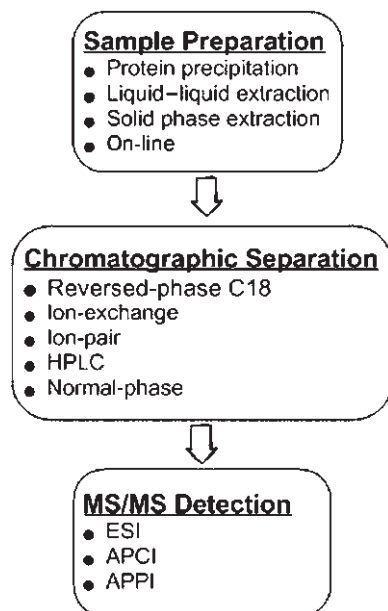 Sample Preparation
● Protein precipitation
● Liquid–liquid extraction
● Solid phase extraction
● On-line
Chromatographic Separation
● Reversed-phase C18
● Ion-exchange
● Ion-pair
● HPLC
● Normal-phase
MS/MS Detection
● ESI
● APCI
● APPI